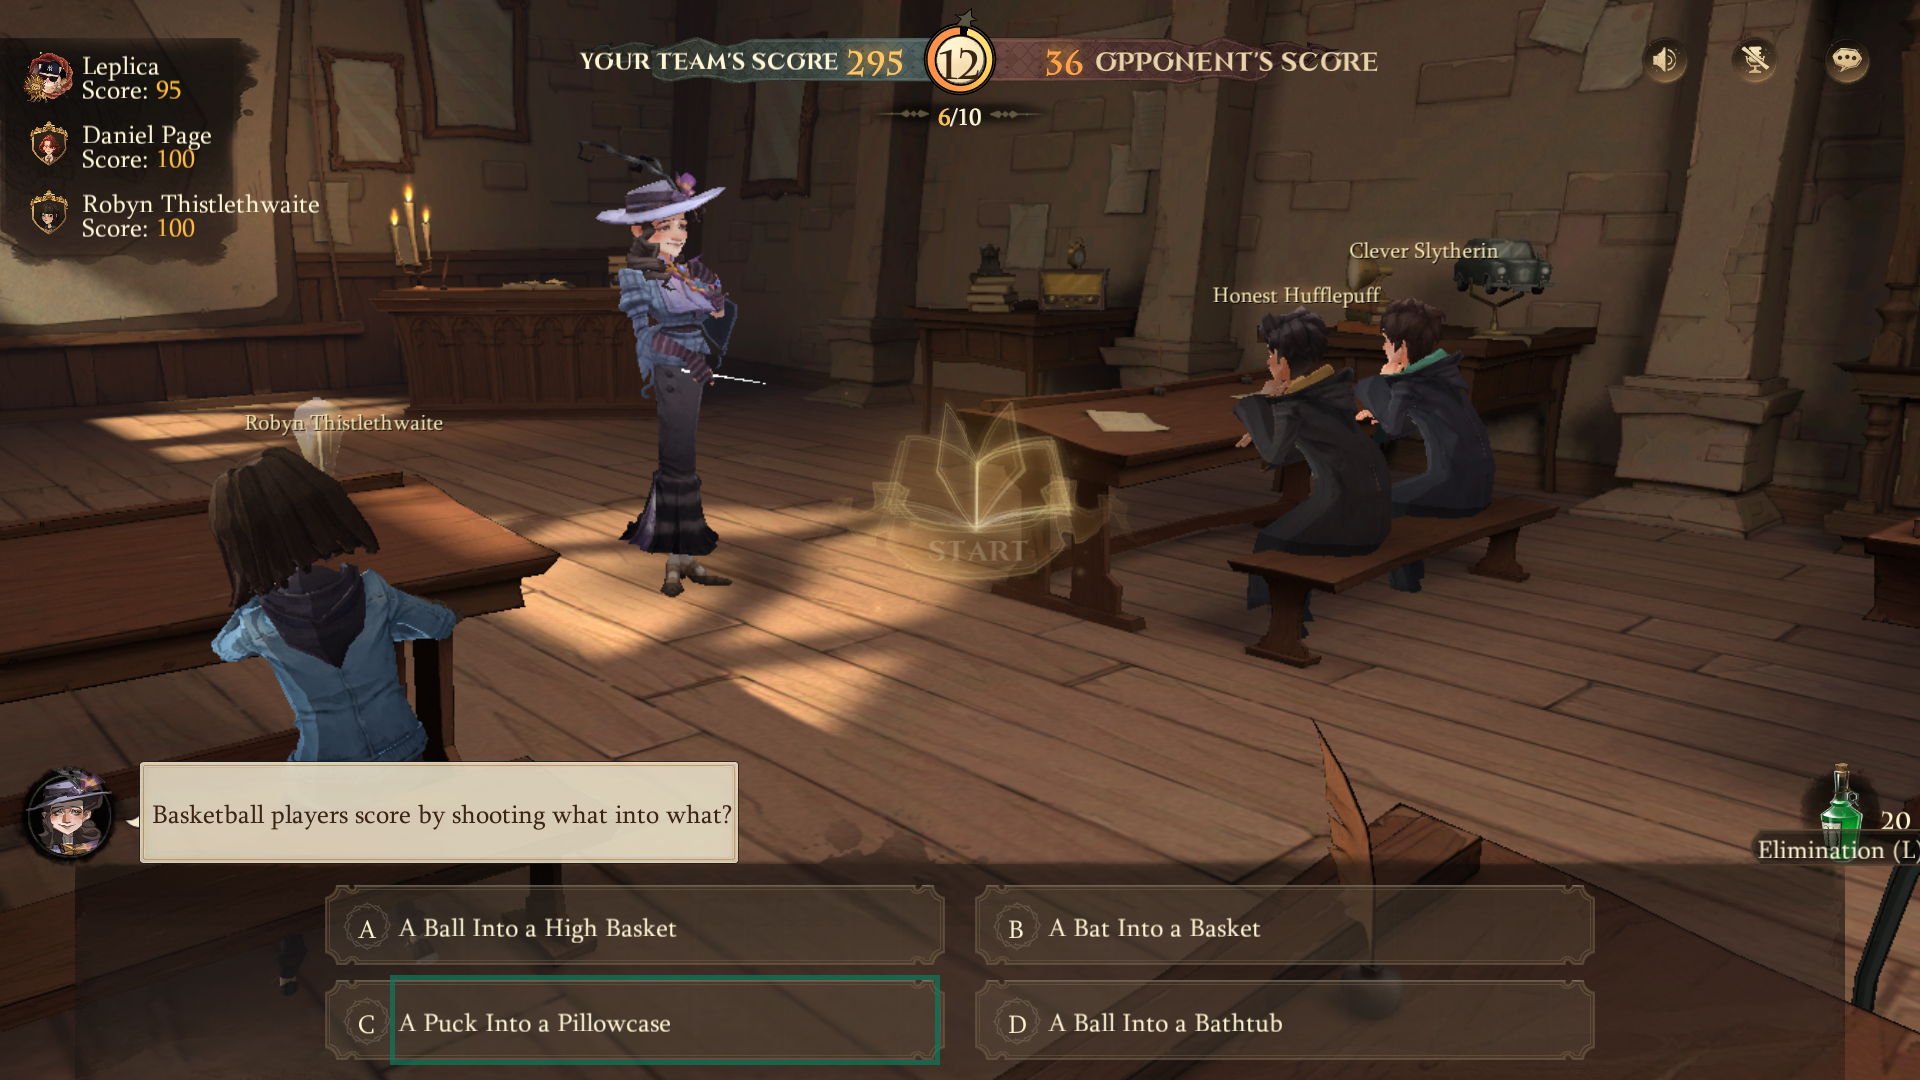 Leplica
Score: 95
Daniel Page
Score: 100
Robyn Thistlethwaite
Score: 100
YOUR TEAM'S SCORE 295
12
36 OPPONENT'S SCORE
6/10
Clever Slytherin
Honest Hufflepuff
Robyn Thistlethwaite
START
Basketball players score by shooting what into what?
20
Elimination (L)
A A Ball Into a High Basket
B A Bat Into a Basket
C A Puck Into a Pillowcase
D A Ball Into a Bathtub